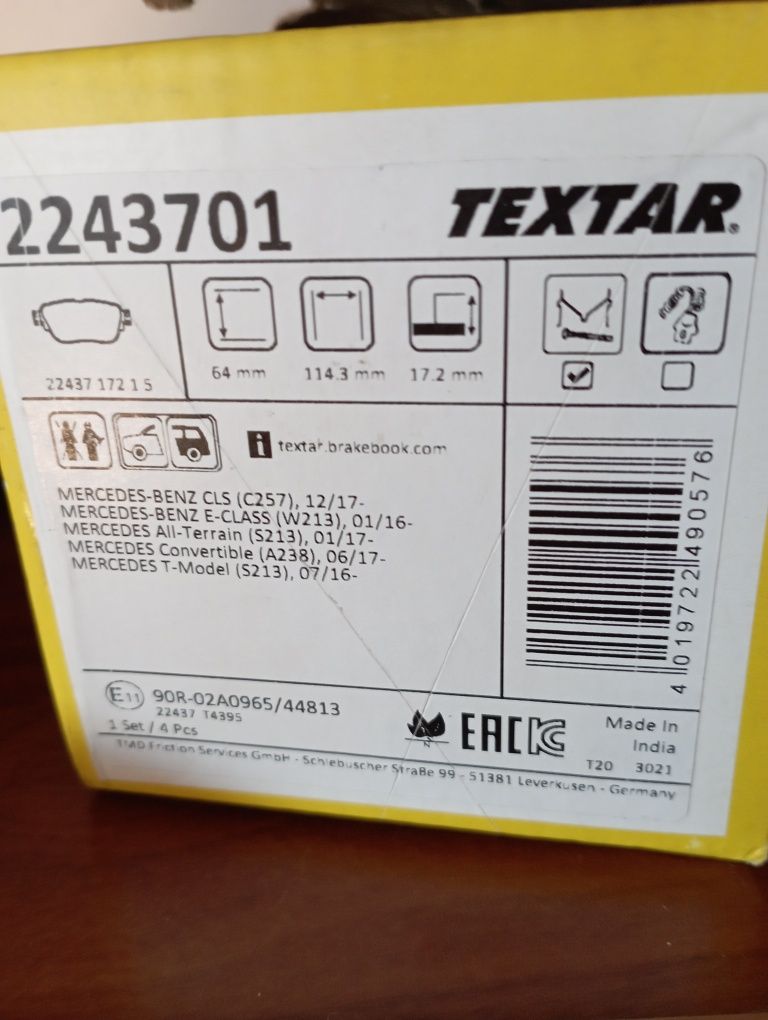 2243701
TEXTAR®
22437 172 1 5
64 mm
114.3 mm
17.2 mm
i textar.brakebook.com
MERCEDES-BENZ CLS (C257), 12/17-
MERCEDES-BENZ E-CLASS (W213), 01/16-
MERCEDES All-Terrain (S213), 01/17-
MERCEDES Convertible (A238), 06/17-
MERCEDES T-Model (S213), 07/16-
4 019722 490576
E11 90R-02A0965/44813
22437 T4395
1 Set / 4 Pcs
N
EAC
KC
Made In
India
T20 3021
TMD Friction Services GmbH - Schlebuscher Straße 99 - 51381 Leverkusen - Germany